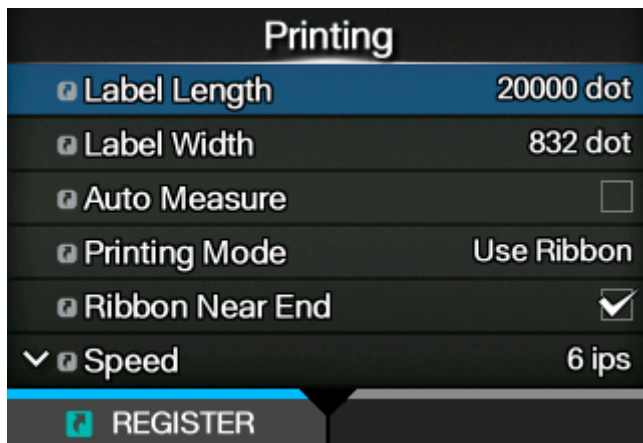 Printing
Label Length 20000 dot
Label Width 832 dot
Auto Measure
Printing Mode Use Ribbon
Ribbon Near End
Speed 6 ips
REGISTER